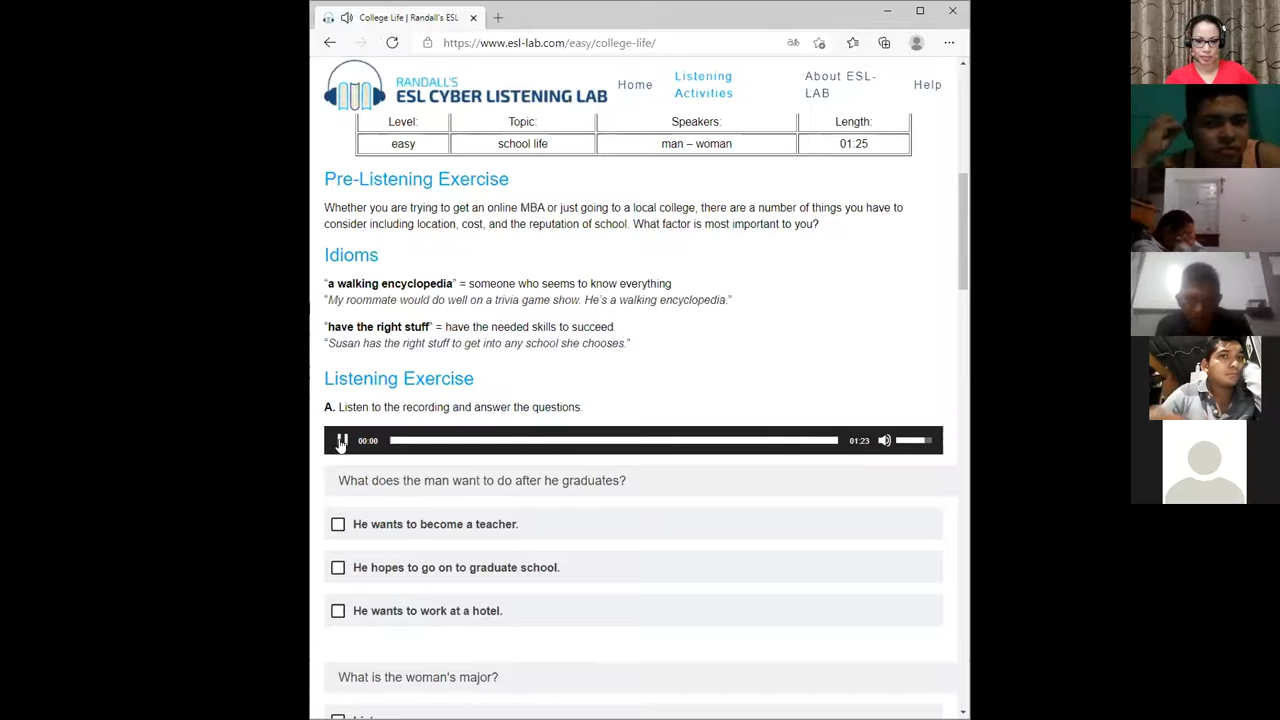 College Life | Randall's ESL
https://www.esl-lab.com/easy/college-life/
RANDALL'S
ESL CYBER LISTENING LAB
Home
Listening Activities
About ESL-LAB
Help
Level: Topic: Speakers: Length:
easy school life man – woman 01:25
Pre-Listening Exercise
Whether you are trying to get an online MBA or just going to a local college, there are a number of things you have to
consider including location, cost, and the reputation of school. What factor is most important to you?
Idioms
"a walking encyclopedia" = someone who seems to know everything
"My roommate would do well on a trivia game show. He's a walking encyclopedia."
"have the right stuff" = have the needed skills to succeed
"Susan has the right stuff to get into any school she chooses."
Listening Exercise
A. Listen to the recording and answer the questions.
00:00 01:23
What does the man want to do after he graduates?
He wants to become a teacher.
He hopes to go on to graduate school.
He wants to work at a hotel.
What is the woman's major?